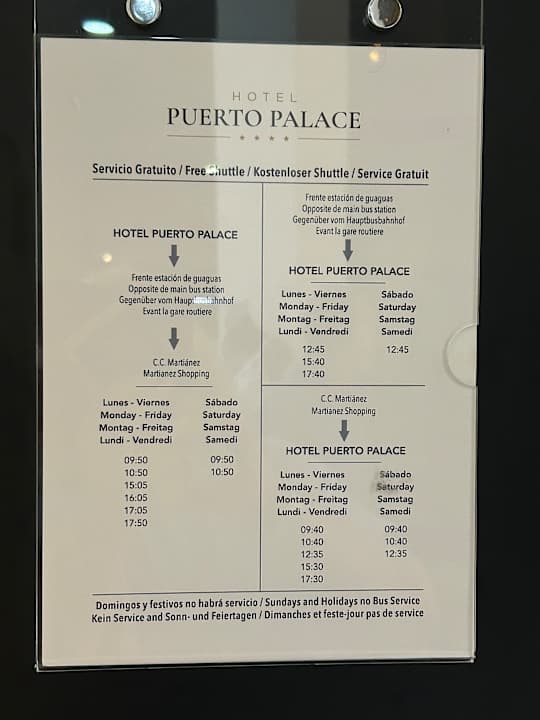 HOTEL
PUERTO PALACE
Servicio Gratuito / Free Shuttle / Kostenloser Shuttle / Service Gratuit
HOTEL PUERTO PALACE
Frente estación de guaguas
Opposite de main bus station
Gegenüber vom Hauptbusbahnhof
Evant la gare routiere
C.C. Martiánez
Martianez Shopping
Lunes - Viernes Sábado
Monday - Friday Saturday
Montag - Freitag Samstag
Lundi - Vendredi Samedi
09:50 09:50
10:50 10:50
15:05
16:05
17:05
17:50
Frente estación de guaguas
Opposite de main bus station
Gegenüber vom Hauptbusbahnhof
Evant la gare routiere
HOTEL PUERTO PALACE
Lunes - Viernes Sábado
Monday - Friday Saturday
Montag - Freitag Samstag
Lundi - Vendredi Samedi
12:45 12:45
15:40
17:40
C.C. Martiánez
Martianez Shopping
HOTEL PUERTO PALACE
Lunes - Viernes Sábado
Monday - Friday Saturday
Montag - Freitag Samstag
Lundi - Vendredi Samedi
09:40 09:40
10:40 10:40
12:35 12:35
15:30
17:30
Domingos y festivos no habrá servicio / Sundays and Holidays no Bus Service
Kein Service and Sonn- und Feiertagen / Dimanches et feste-jour pas de service